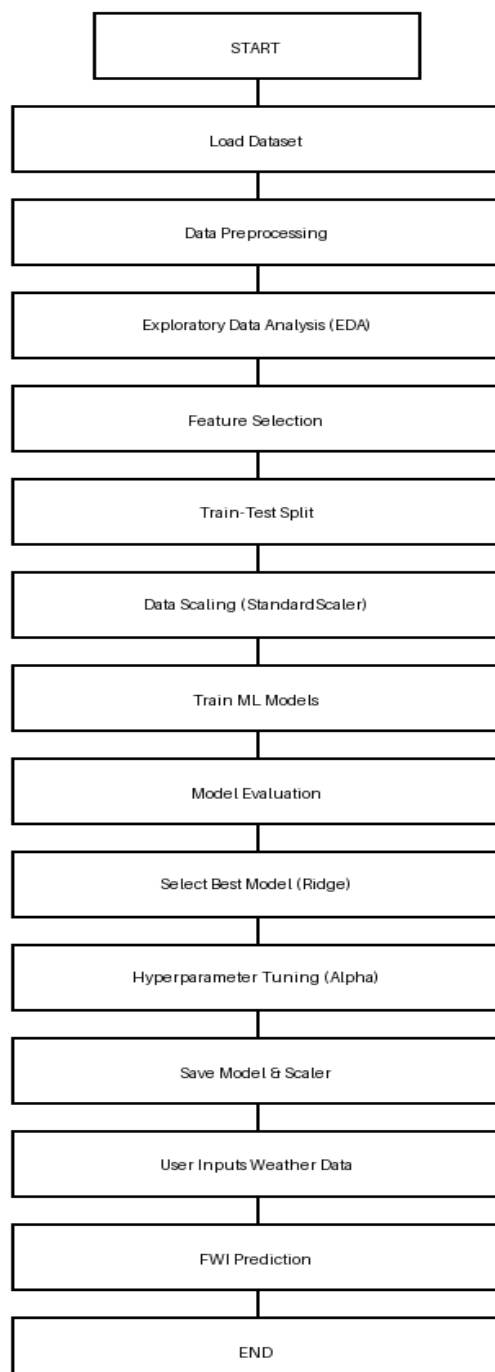 START
Load Dataset
Data Preprocessing
Exploratory Data Analysis (EDA)
Feature Selection
Train-Test Split
Data Scaling (StandardScaler)
Train ML Models
Model Evaluation
Select Best Model (Ridge)
Hyperparameter Tuning (Alpha)
Save Model & Scaler
User Inputs Weather Data
FWI Prediction
END